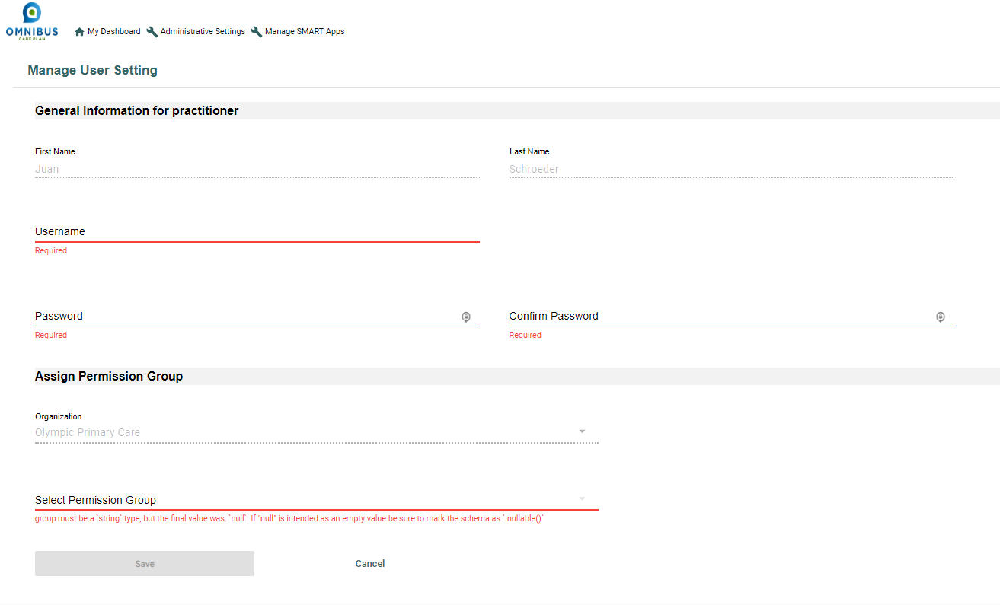 OMNIBUS
CARE PLAN
My Dashboard Administrative Settings Manage SMART Apps
Manage User Setting
General Information for practitioner
First Name Last Name
Juan Schroeder
Username
Required
Password Confirm Password
Required Required
Assign Permission Group
Organization
Olympic Primary Care
Select Permission Group
group must be a `string` type, but the final value was: `null`. If "null" is intended as an empty value be sure to mark the schema as `.nullable()`
Save Cancel